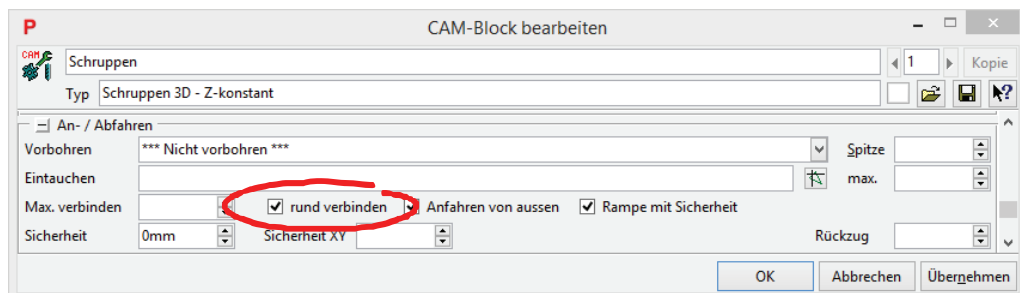 P CAM-Block bearbeiten
CAM Schruppen 1 Kopie
Typ Schruppen 3D - Z-konstant
An- / Abfahren
Vorbohren *** Nicht vorbohren *** Spitze
Eintauchen max.
Max. verbinden rund verbinden Anfahren von aussen Rampe mit Sicherheit
Sicherheit 0mm Sicherheit XY Rückzug
OK Abbrechen Übernehmen